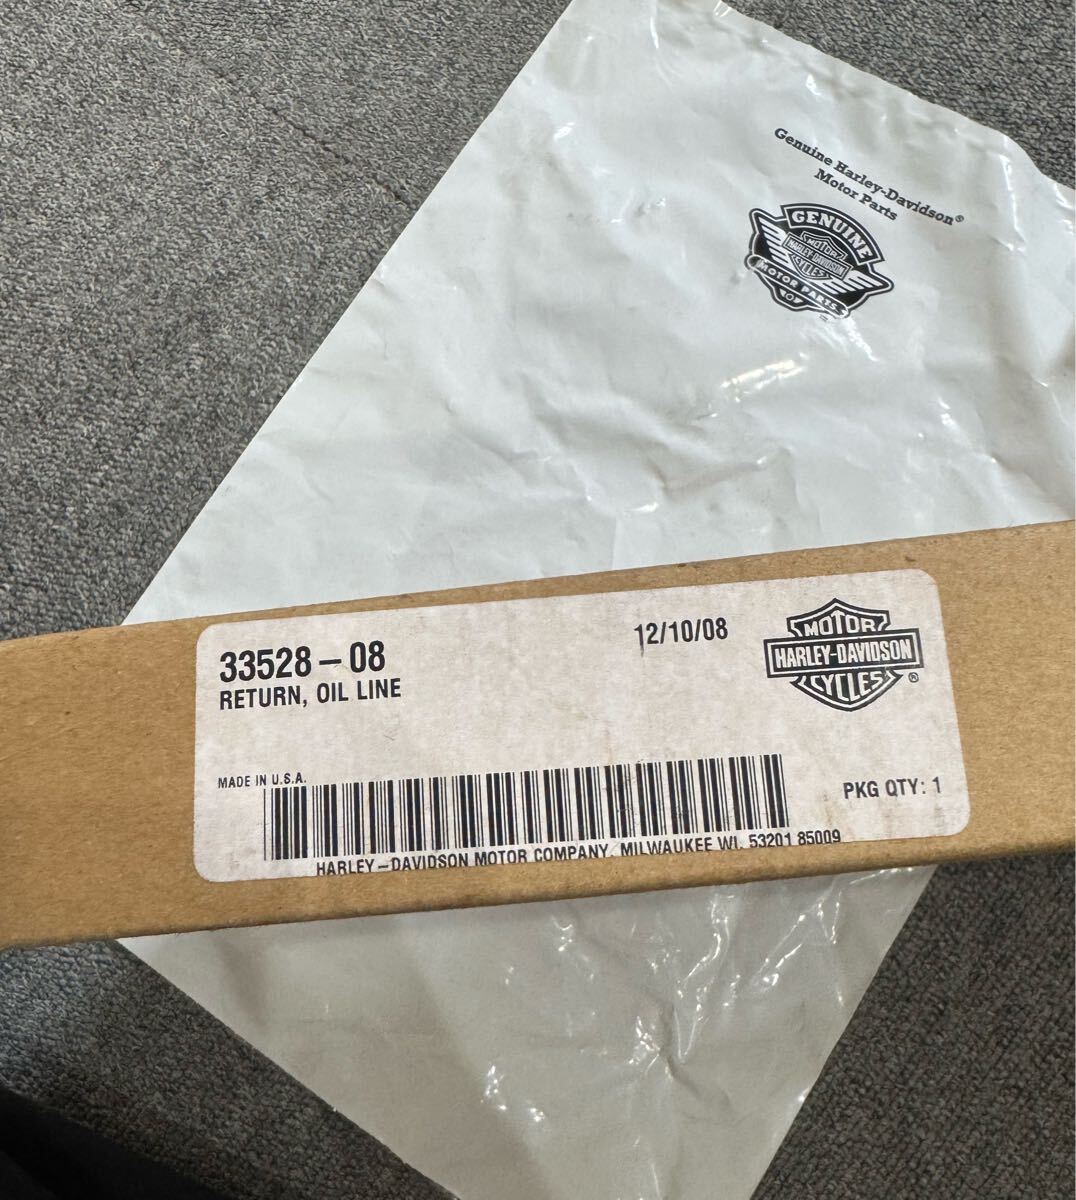 Genuine Harley-Davidson®
Motor Parts
GENUINE
MOTOR
HARLEY-DAVIDSON
CYCLES
MOTOR PARTS
33528-08
RETURN, OIL LINE
12/10/08
MOTOR
HARLEY-DAVIDSON
CYCLES
®
MADE IN U.S.A.
PKG QTY: 1
HARLEY-DAVIDSON MOTOR COMPANY. MILWAUKEE WI. 53201 85009